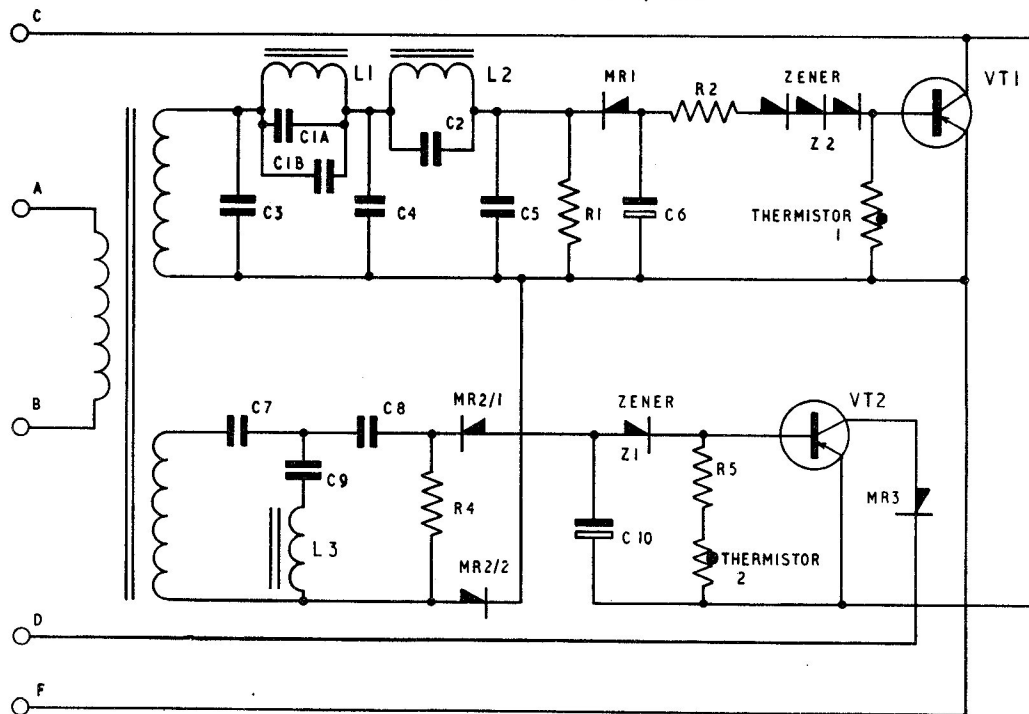 C
L1
L2
MR1
R2
ZENER
VT1
C1A
C2
Z2
C1B
A
C3
C4
C5
R1
C6
THERMISTOR
1
B
C7
C8
MR2/1
ZENER
VT2
C9
Z1
R5
R4
MR3
L3
C10
MR2/2
THERMISTOR
2
D
F